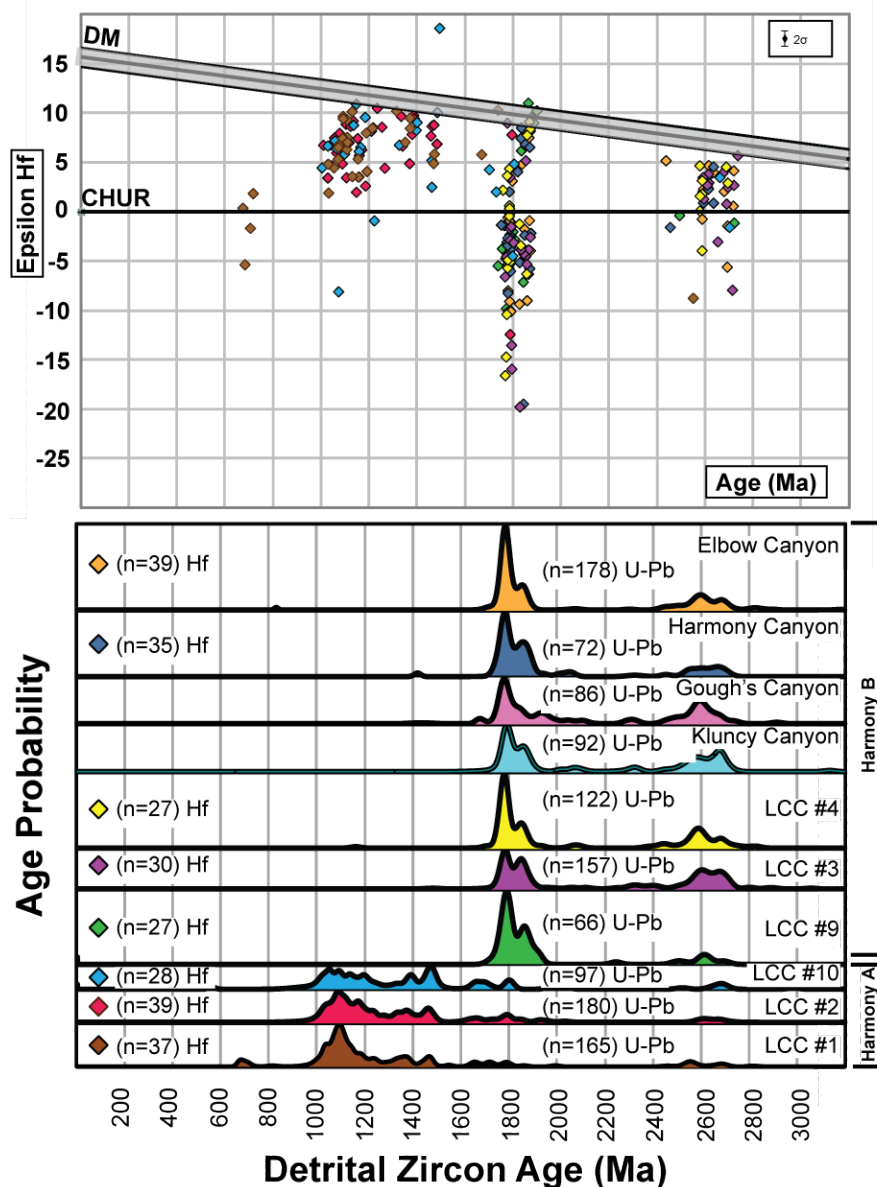 DM
2σ
15
10
5
CHUR
0
-5
-10
-15
-20
-25
Epsilon Hf
Age (Ma)
(n=39) Hf
(n=178) U-Pb
Elbow Canyon
(n=35) Hf
(n=72) U-Pb
Harmony Canyon
(n=86) U-Pb
Gough's Canyon
(n=92) U-Pb
Kluncy Canyon
(n=27) Hf
(n=122) U-Pb
LCC #4
(n=30) Hf
(n=157) U-Pb
LCC #3
(n=27) Hf
(n=66) U-Pb
LCC #9
(n=28) Hf
(n=97) U-Pb
LCC #10
(n=39) Hf
(n=180) U-Pb
LCC #2
(n=37) Hf
(n=165) U-Pb
LCC #1
Harmony B
Harmony A
Age Probability
200
400
600
800
1000
1200
1400
1600
1800
2000
2200
2400
2600
2800
3000
Detrital Zircon Age (Ma)